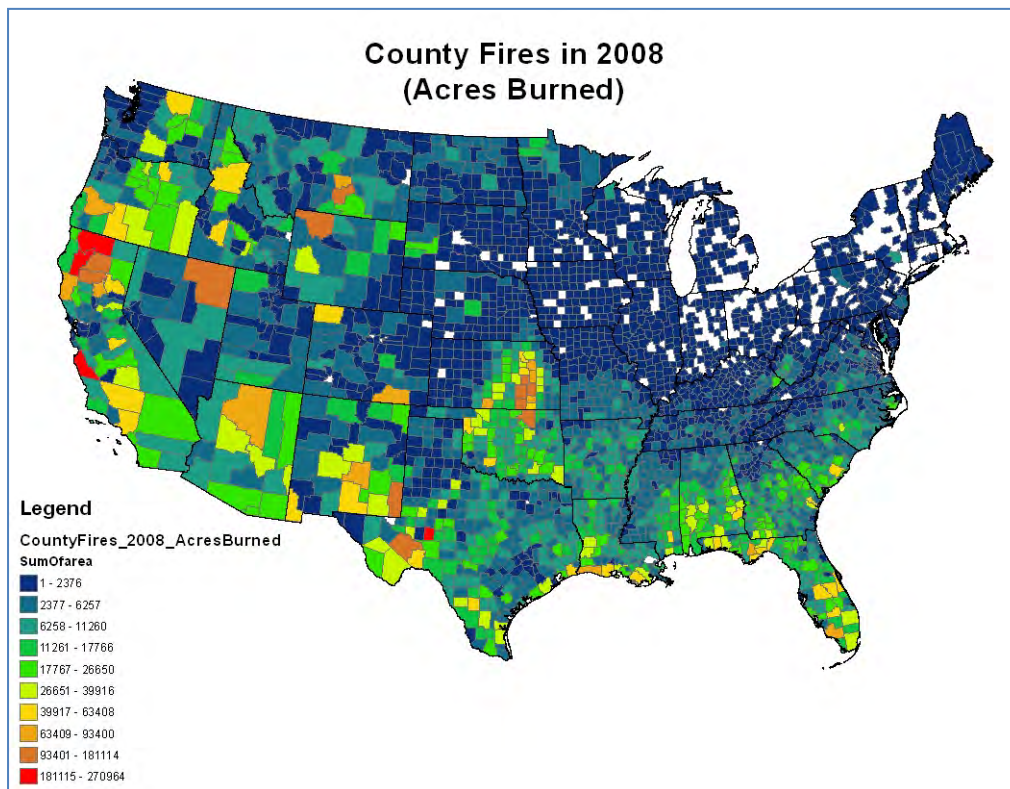 County Fires in 2008
(Acres Burned)
Legend
CountyFires_2008_AcresBurned
SumOfarea
1 - 2376
2377 - 6257
6258 - 11260
11261 - 17766
17767 - 26650
26651 - 39916
39917 - 63408
63409 - 93400
93401 - 181114
181115 - 270964